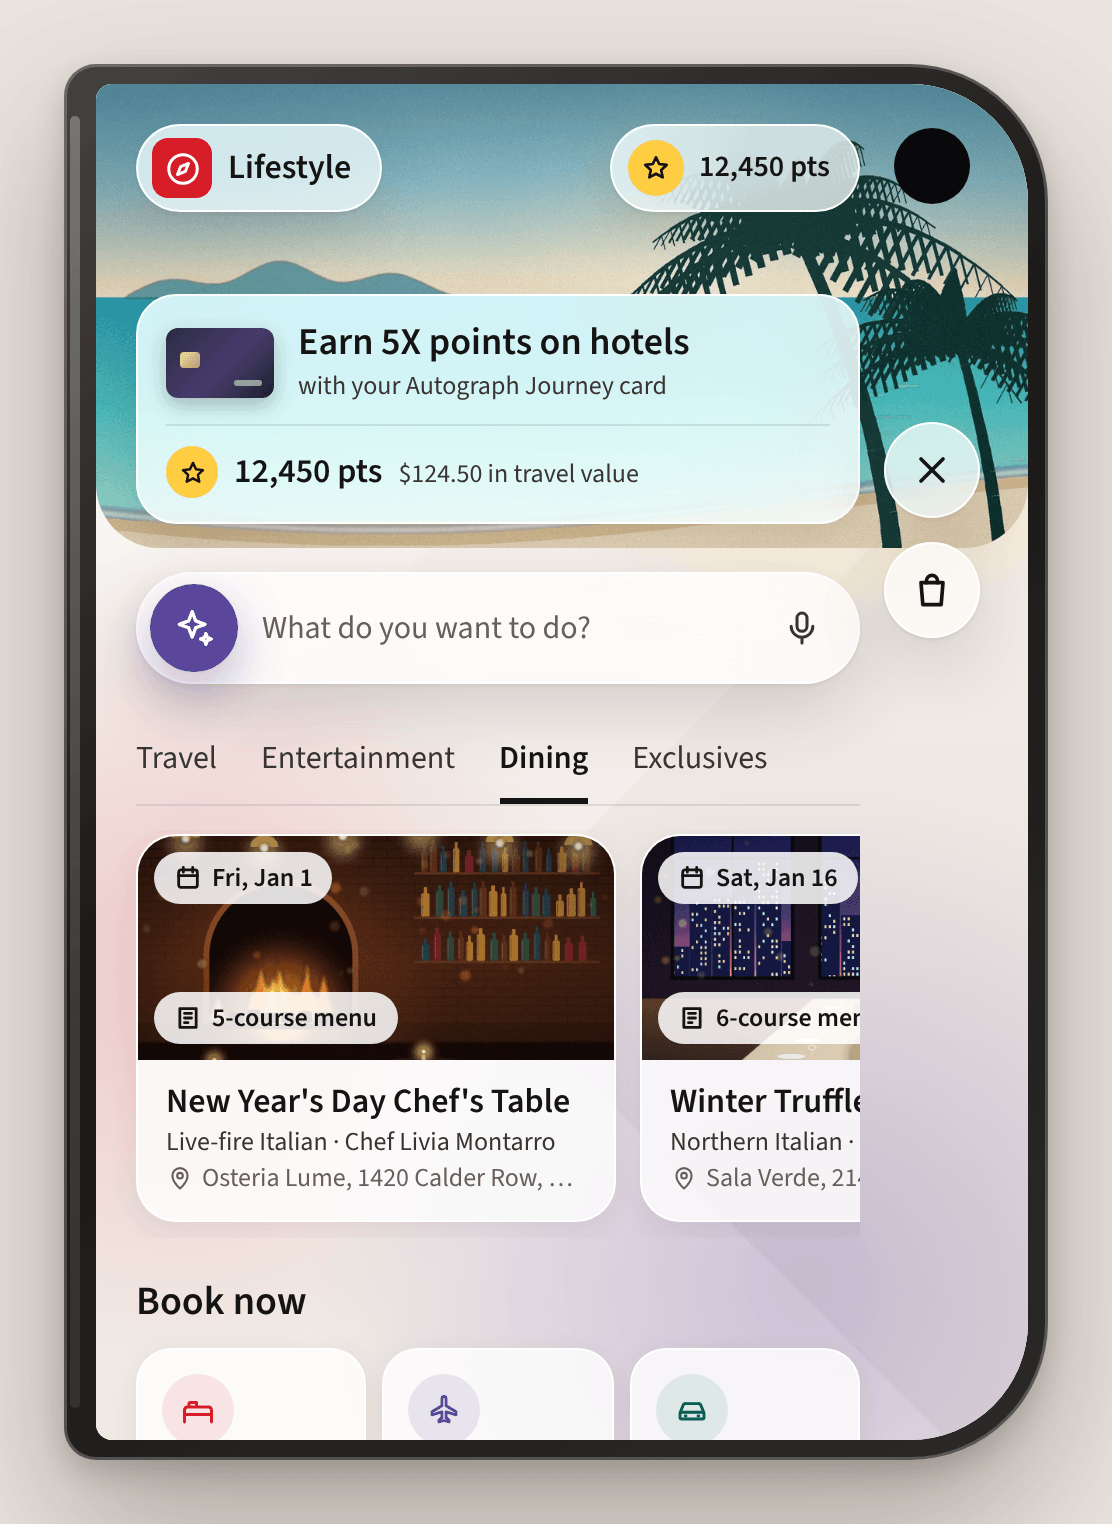 Lifestyle
12,450 pts
Earn 5X points on hotels
with your Autograph Journey card
12,450 pts $124.50 in travel value
What do you want to do?
Travel Entertainment Dining Exclusives
Fri, Jan 1
5-course menu
New Year's Day Chef's Table
Live-fire Italian · Chef Livia Montarro
Osteria Lume, 1420 Calder Row, …
Sat, Jan 16
6-course
Winter Truffle
Northern Italian ·
Sala Verde,
Book now